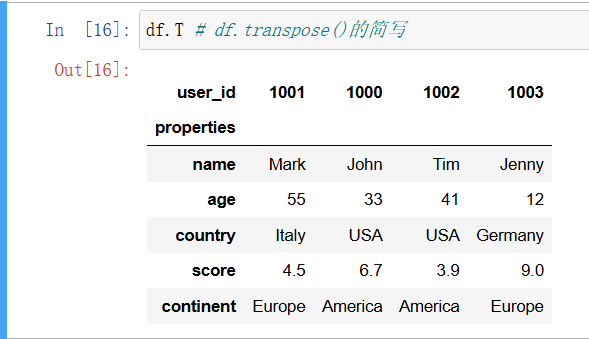 In [16]: df.T # df.transpose()的简写
Out[16]:
user_id 1001 1000 1002 1003
properties
name Mark John Tim Jenny
age 55 33 41 12
country Italy USA USA Germany
score 4.5 6.7 3.9 9.0
continent Europe America America Europe